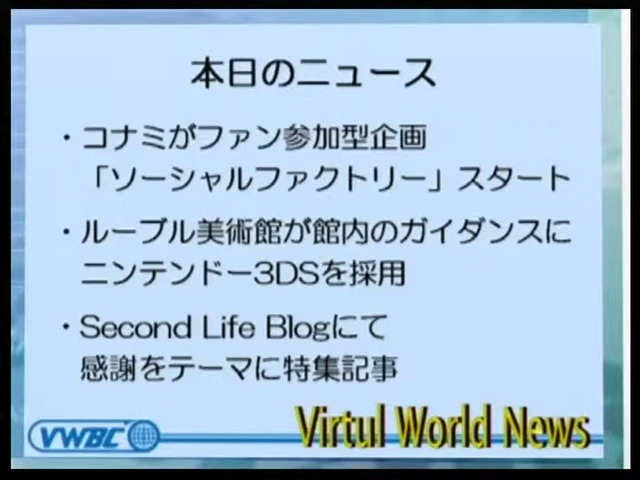 本日のニュース
・コナミがファン参加型企画
「ソーシャルファクトリー」スタート
・ルーブル美術館が館内のガイダンスに
ニンテンドー3DSを採用
・Second Life Blogにて
感謝をテーマに特集記事
VWBC
Virtul World News